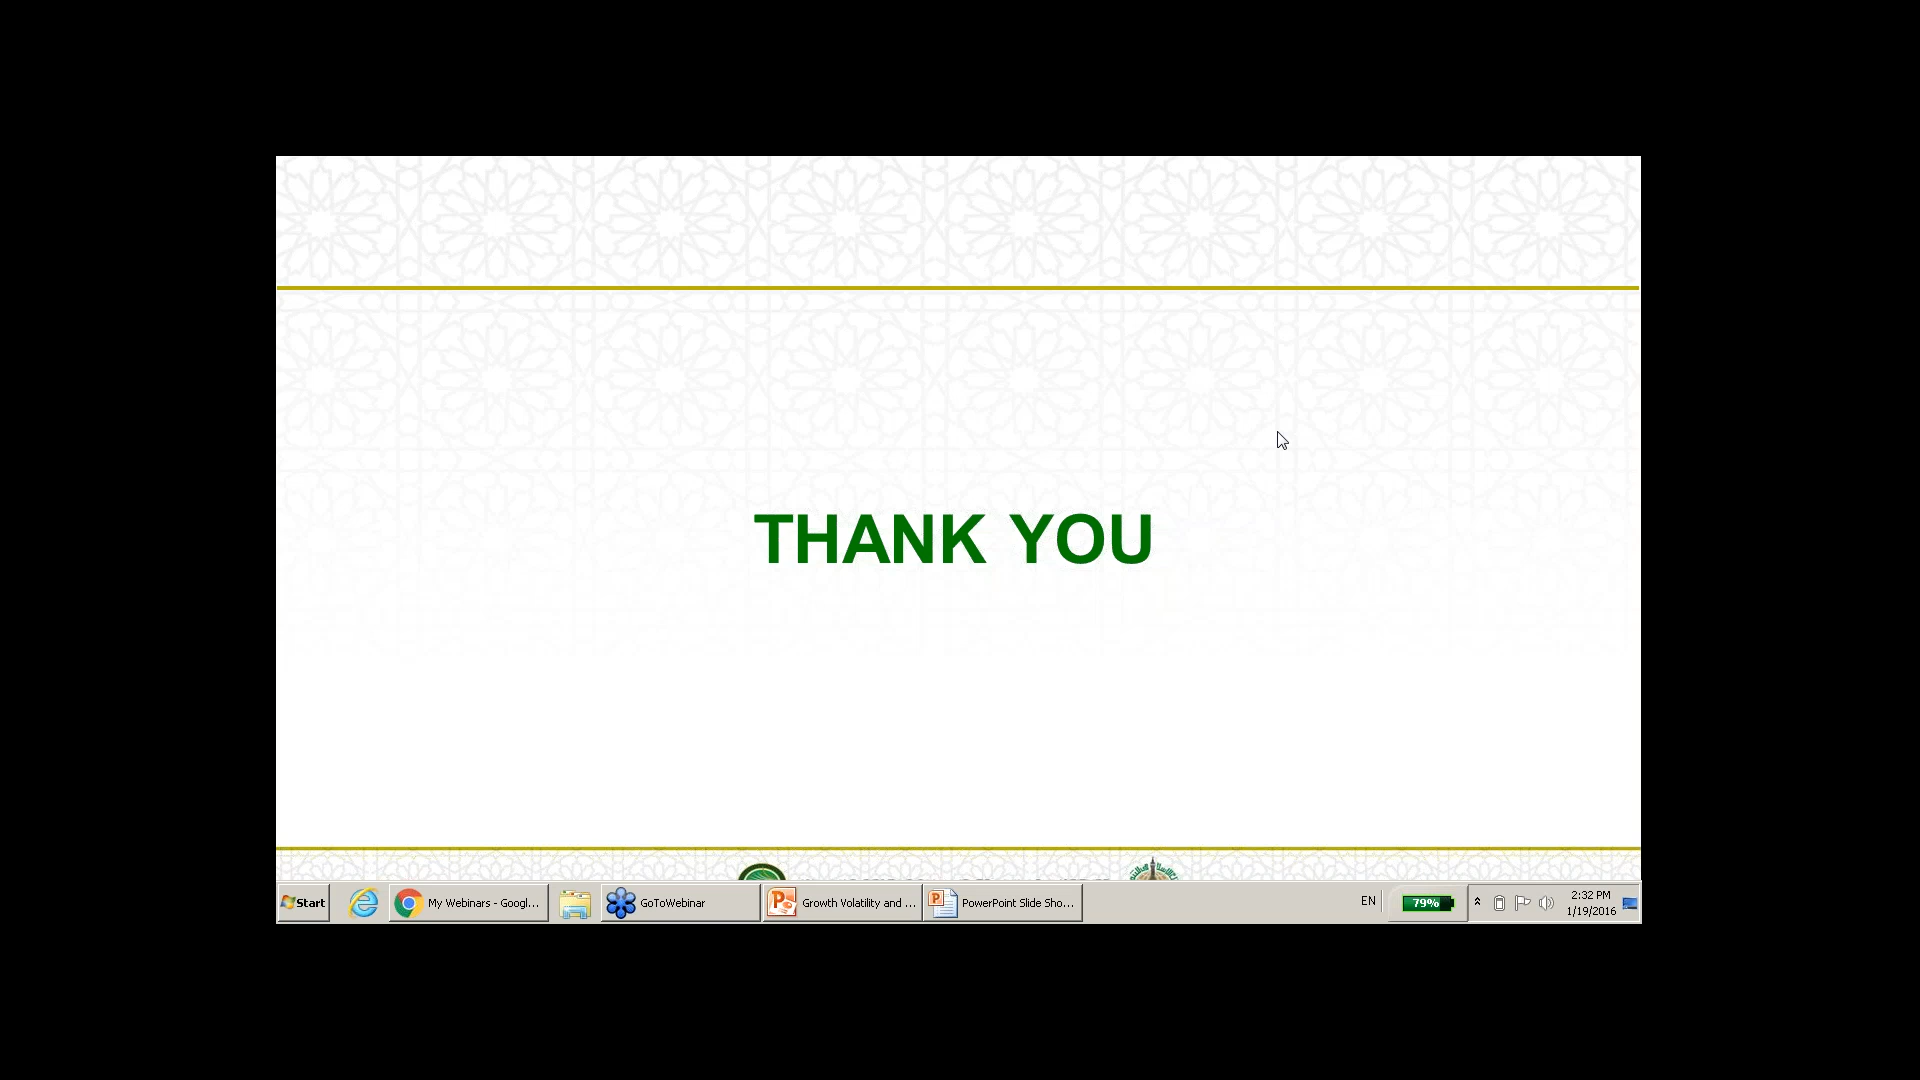 THANK YOU
Start
My Webinars - Googl...
GoToWebinar
Growth Volatility and ...
PowerPoint Slide Sho...
EN
79%
2:32 PM
1/19/2016